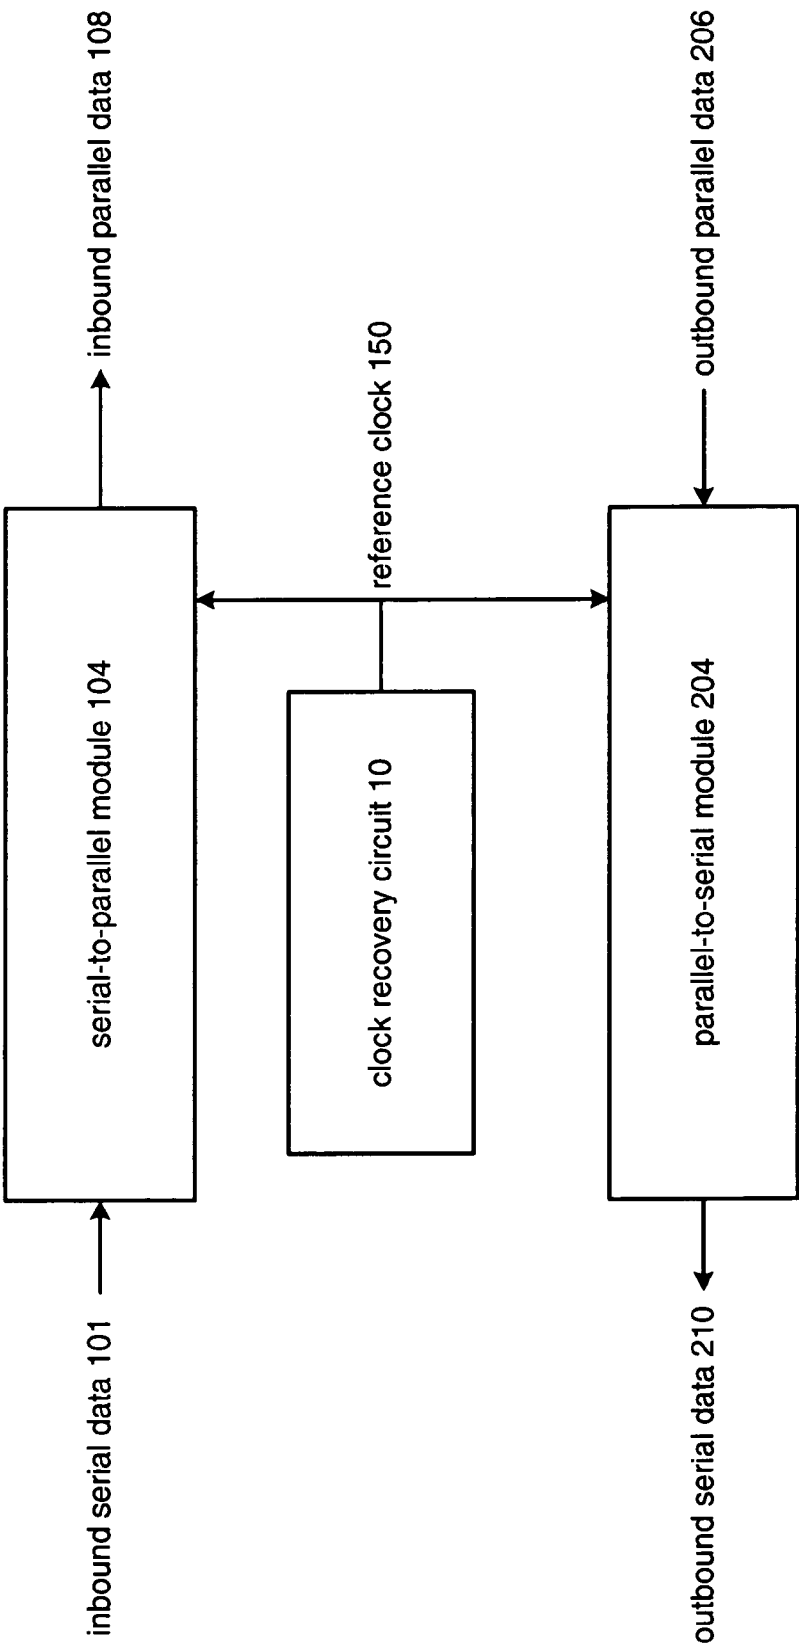 inbound serial data 101
serial-to-parallel module 104
inbound parallel data 108
clock recovery circuit 10
reference clock 150
outbound serial data 210
parallel-to-serial module 204
outbound parallel data 206